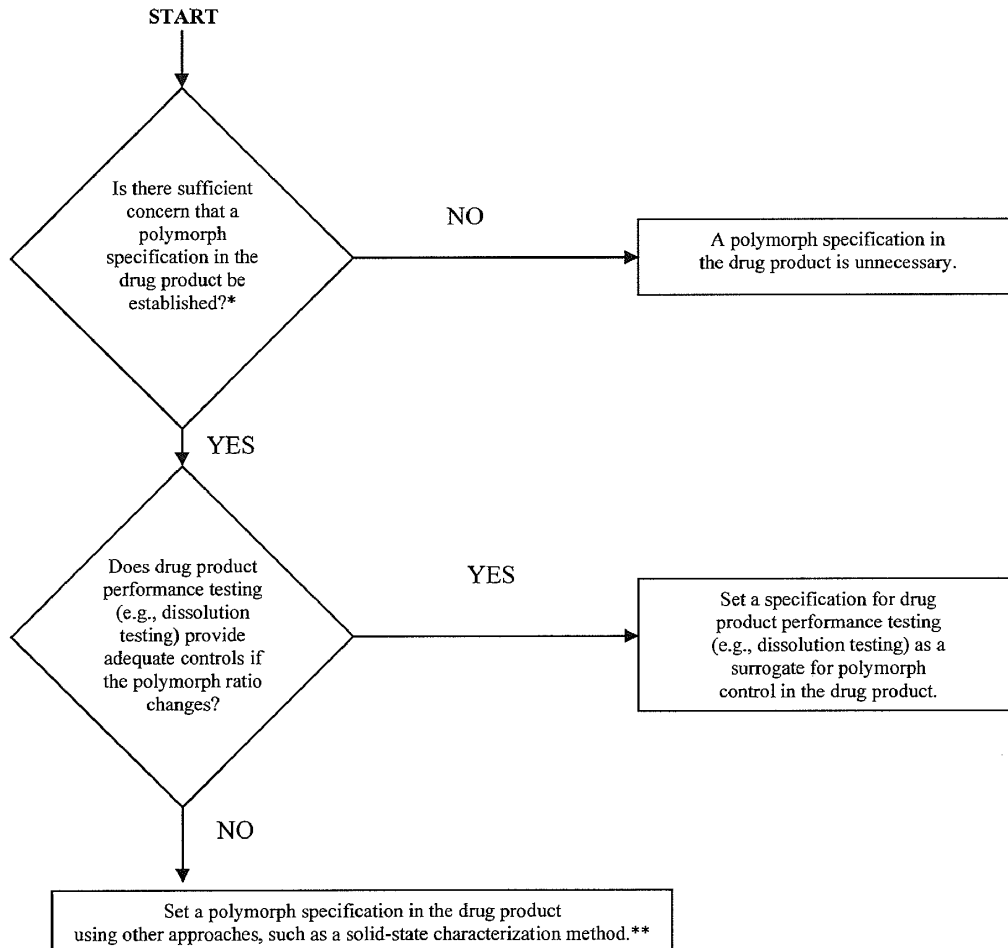 START
Is there sufficient
concern that a
polymorph
specification in the
drug product be
established?*
NO
A polymorph specification in
the drug product is unnecessary.
YES
Does drug product
performance testing
(e.g., dissolution
testing) provide
adequate controls if
the polymorph ratio
changes?
YES
Set a specification for drug
product performance testing
(e.g., dissolution testing) as a
surrogate for polymorph
control in the drug product.
NO
Set a polymorph specification in the drug product
using other approaches, such as a solid-state characterization method.**